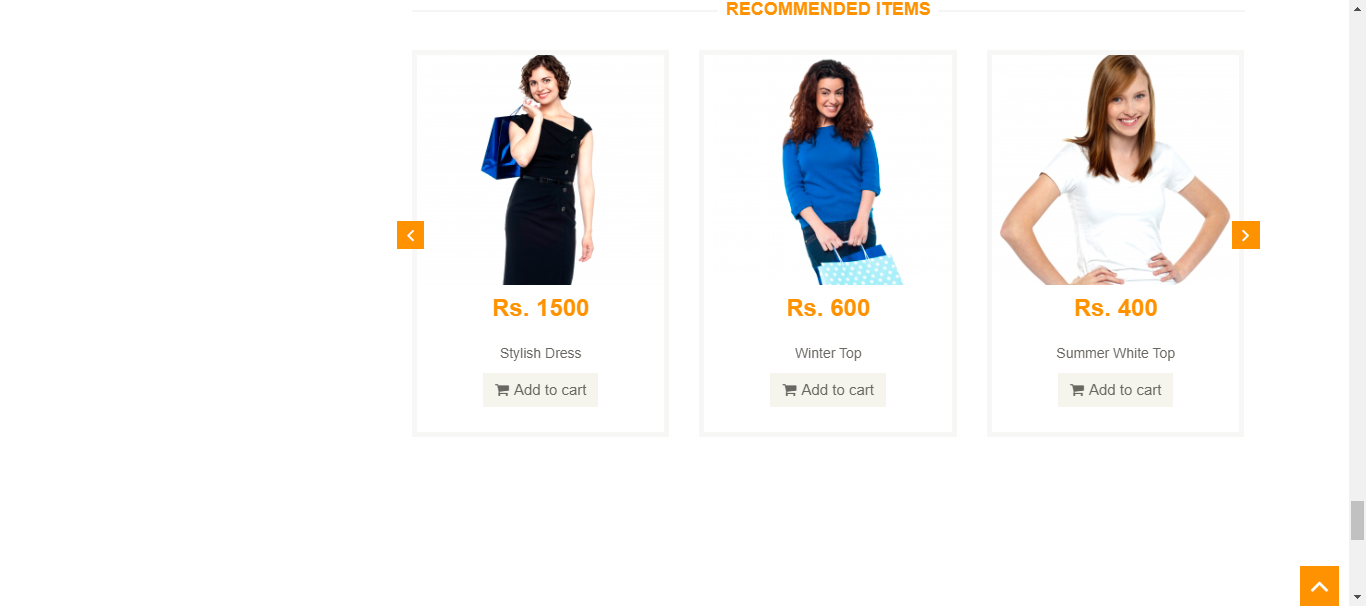 RECOMMENDED ITEMS
Rs. 1500
Rs. 600
Rs. 400
Stylish Dress
Winter Top
Summer White Top
Add to cart
Add to cart
Add to cart